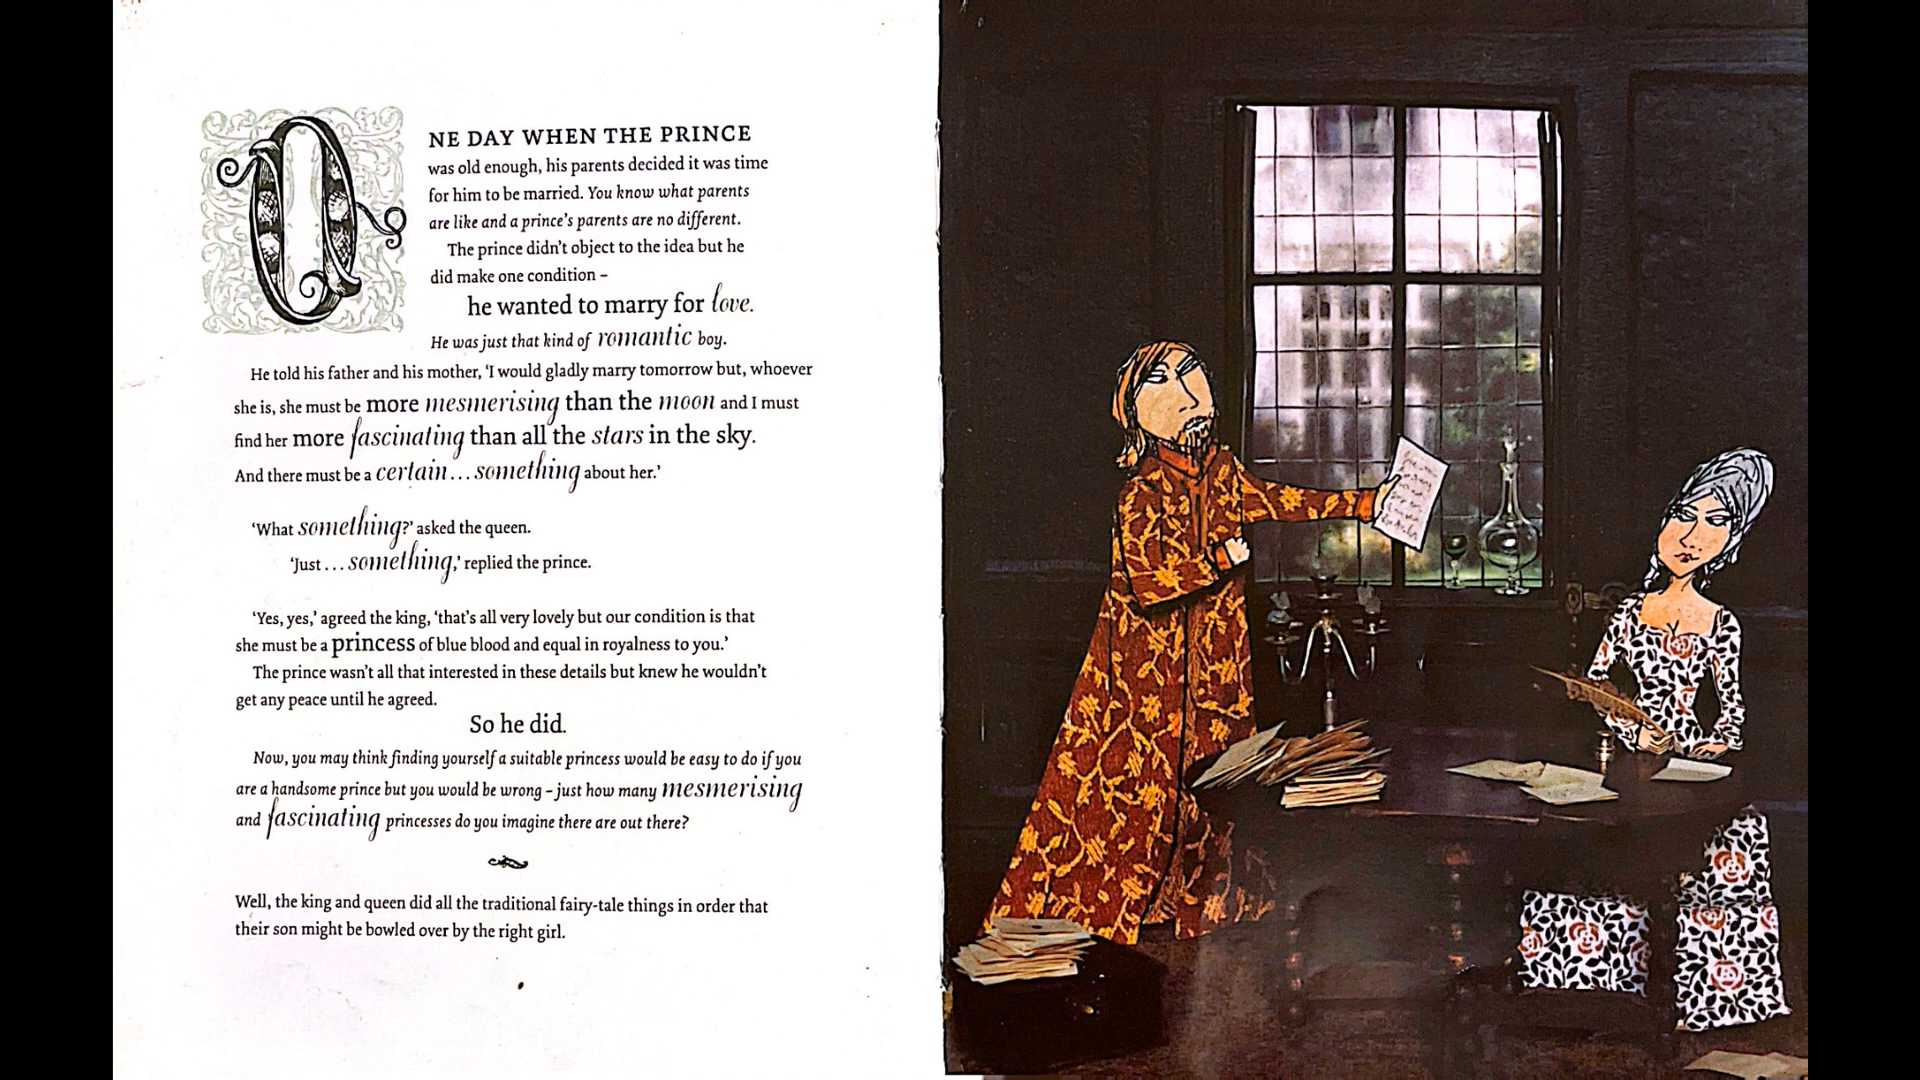 ONE DAY WHEN THE PRINCE
was old enough, his parents decided it was time
for him to be married. You know what parents
are like and a prince's parents are no different.
The prince didn't object to the idea but he
did make one condition –
he wanted to marry for love.
He was just that kind of romantic boy.
He told his father and his mother, 'I would gladly marry tomorrow but, whoever
she is, she must be more mesmerising than the moon and I must
find her more fascinating than all the stars in the sky.
And there must be a certain... something about her.'
'What something?' asked the queen.
'Just... something,' replied the prince.
'Yes, yes,' agreed the king, 'that's all very lovely but our condition is that
she must be a princess of blue blood and equal in royalness to you.'
The prince wasn't all that interested in these details but knew he wouldn't
get any peace until he agreed.
So he did.
Now, you may think finding yourself a suitable princess would be easy to do if you
are a handsome prince but you would be wrong – just how many mesmerising
and fascinating princesses do you imagine there are out there?
Well, the king and queen did all the traditional fairy-tale things in order that
their son might be bowled over by the right girl.